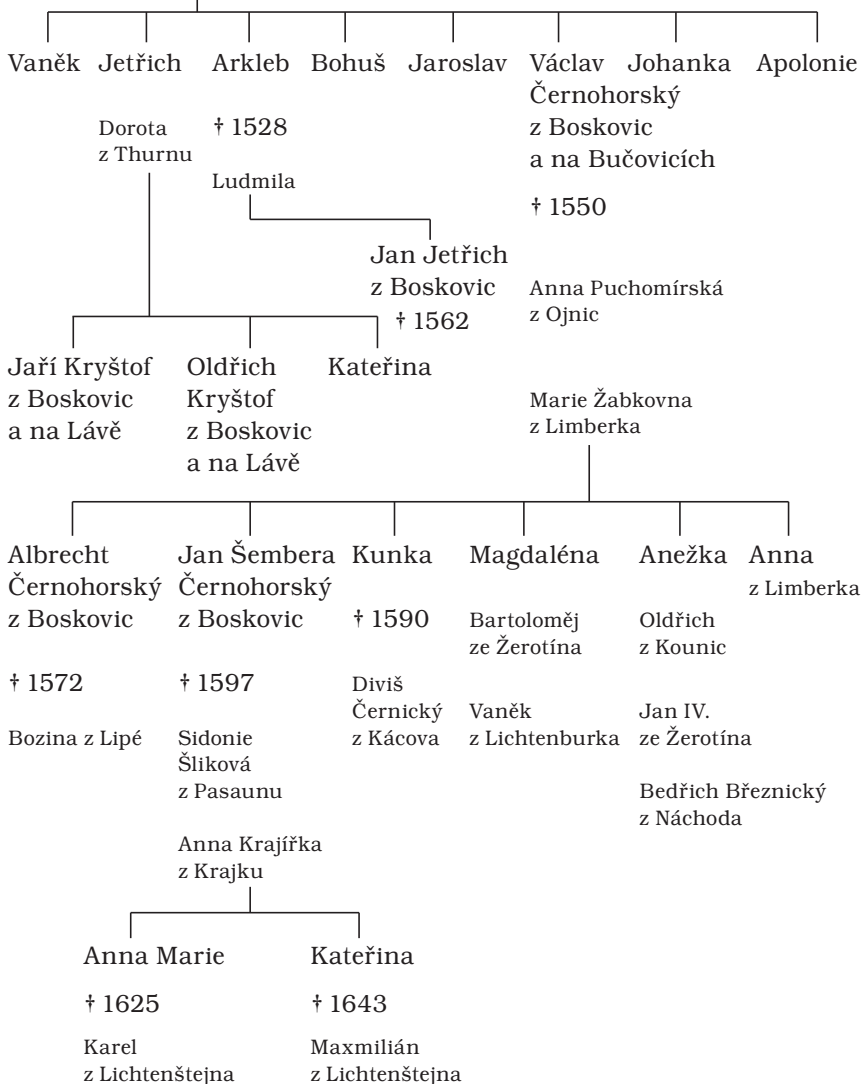 Vaněk Jetřich Arkleb Bohuš Jaroslav Václav Johanka Apolonie
Černohorský
z Boskovic
a na Bučovicích
† 1550
Anna Puchomírská
z Ojnic
Marie Žabkovna
z Limberka
Dorota
z Thurnu
† 1528
Ludmila
Jan Jetřich
z Boskovic
† 1562
Jaří Kryštof
z Boskovic
a na Lávě
Oldřich
Kryštof
z Boskovic
a na Lávě
Kateřina
Albrecht
Černohorský
z Boskovic
† 1572
Bozina z Lipé
Jan Šembera
Černohorský
z Boskovic
† 1597
Sidonie
Šliková
z Pasaunu
Anna Krajířka
z Krajku
Kunka
† 1590
Diviš
Černický
z Kácova
Magdaléna
Bartoloměj
ze Žerotína
Vaněk
z Lichtenburka
Anežka
Oldřich
z Kounic
Jan IV.
ze Žerotína
Bedřich Březnický
z Náchoda
Anna
z Limberka
Anna Marie
† 1625
Karel
z Lichtenštejna
Kateřina
† 1643
Maxmilián
z Lichtenštejna